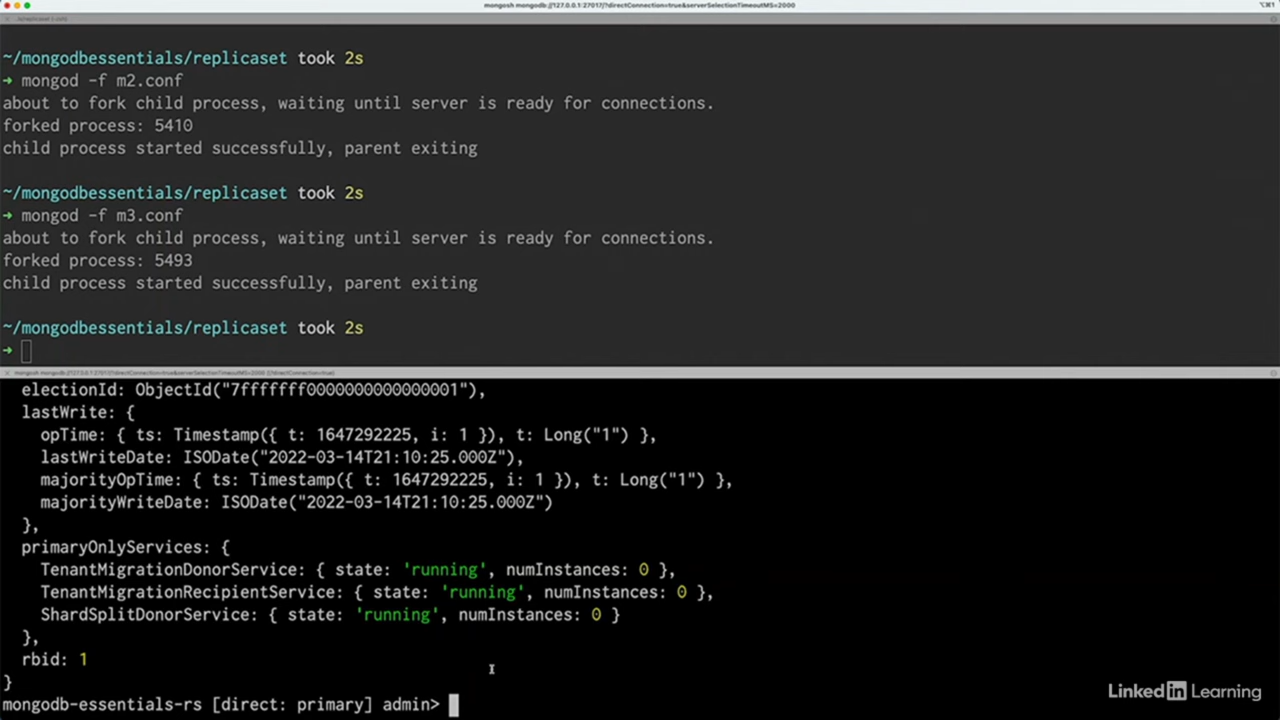 mongosh mongodb://127.0.0.1:27017/?directConnection=true&serverSelectionTimeoutMS=2000
~/mongodbessentials/replicaset took 2s
→ mongod -f m2.conf
about to fork child process, waiting until server is ready for connections.
forked process: 5410
child process started successfully, parent exiting
~/mongodbessentials/replicaset took 2s
→ mongod -f m3.conf
about to fork child process, waiting until server is ready for connections.
forked process: 5493
child process started successfully, parent exiting
~/mongodbessentials/replicaset took 2s
→
electionId: ObjectId("7fffffff0000000000000001"),
lastWrite: {
opTime: { ts: Timestamp({ t: 1647292225, i: 1 }), t: Long("1") },
lastWriteDate: ISODate("2022-03-14T21:10:25.000Z"),
majorityOpTime: { ts: Timestamp({ t: 1647292225, i: 1 }), t: Long("1") },
majorityWriteDate: ISODate("2022-03-14T21:10:25.000Z")
},
primaryOnlyServices: {
TenantMigrationDonorService: { state: 'running', numInstances: 0 },
TenantMigrationRecipientService: { state: 'running', numInstances: 0 },
ShardSplitDonorService: { state: 'running', numInstances: 0 }
},
rbid: 1
}
mongodb-essentials-rs [direct: primary] admin>
LinkedIn Learning